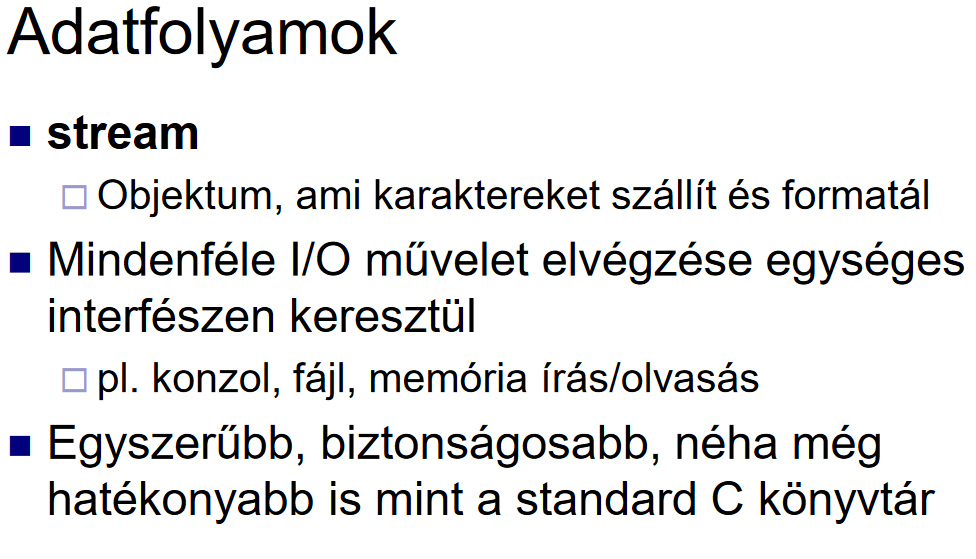 Adatfolyamok
stream
Objektum, ami karaktereket szállít és formatál
Mindenféle I/O művelet elvégzése egységes
interfészen keresztül
pl. konzol, fájl, memória írás/olvasás
Egyszerűbb, biztonságosabb, néha még
hatékonyabb is mint a standard C könyvtár